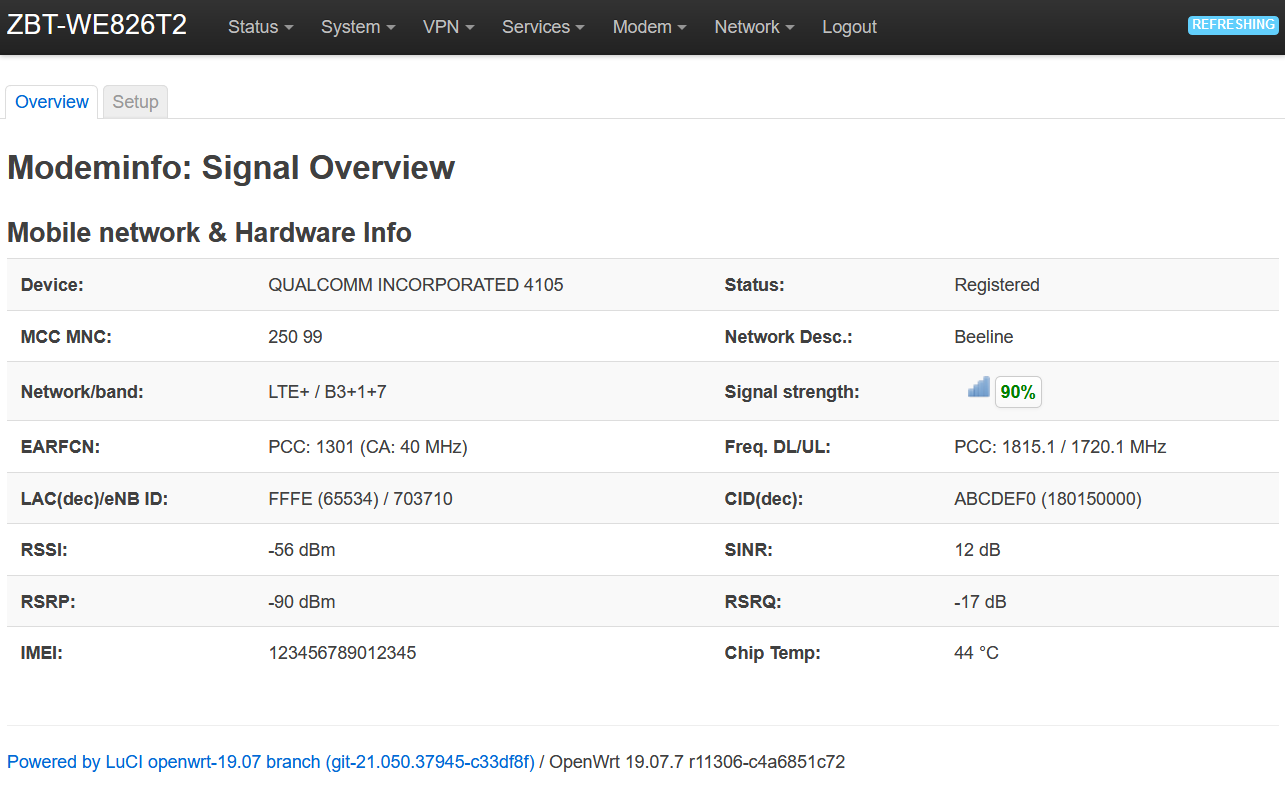 ZBT-WE826T2 Status System VPN Services Modem Network Logout REFRESHING
Overview Setup
Modeminfo: Signal Overview
Mobile network & Hardware Info
Device: QUALCOMM INCORPORATED 4105 Status: Registered
MCC MNC: 250 99 Network Desc.: Beeline
Network/band: LTE+ / B3+1+7 Signal strength: 90%
EARFCN: PCC: 1301 (CA: 40 MHz) Freq. DL/UL: PCC: 1815.1 / 1720.1 MHz
LAC(dec)/eNB ID: FFFE (65534) / 703710 CID(dec): ABCDEF0 (180150000)
RSSI: -56 dBm SINR: 12 dB
RSRP: -90 dBm RSRQ: -17 dB
IMEI: 123456789012345 Chip Temp: 44 °C
Powered by LuCI openwrt-19.07 branch (git-21.050.37945-c33df8f) / OpenWrt 19.07.7 r11306-c4a6851c72